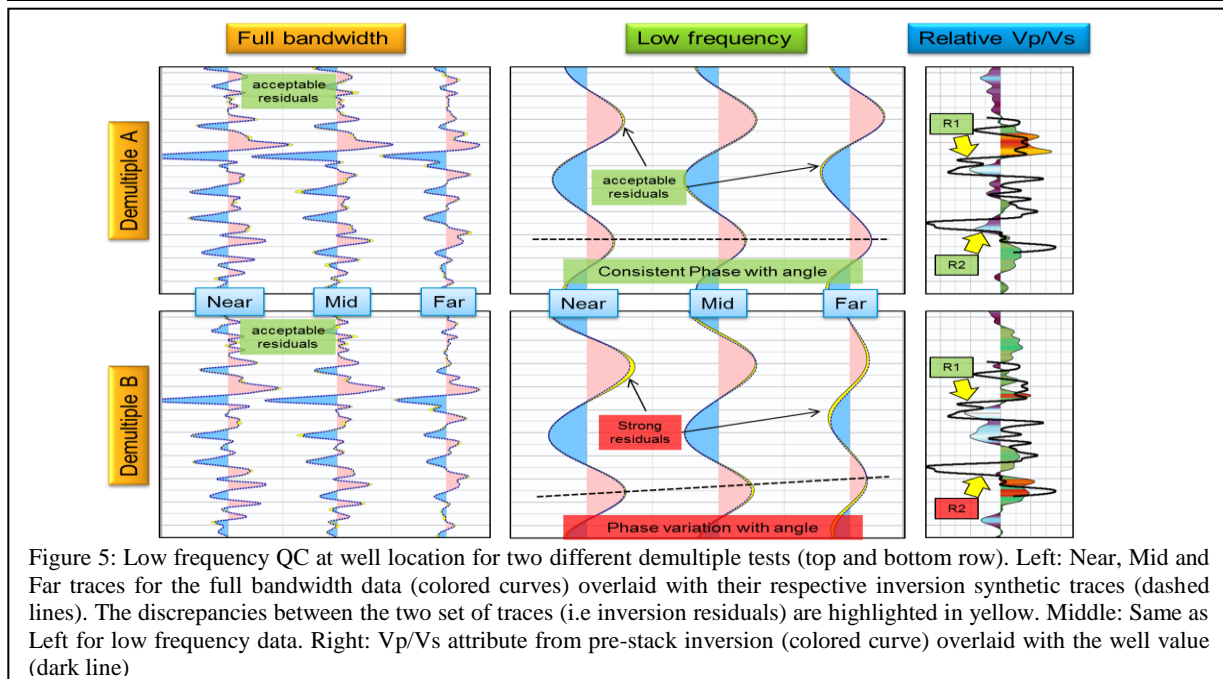 Full bandwidth
Low frequency
Relative Vp/Vs
Demultiple A
acceptable
residuals
acceptable
residuals
Consistent Phase with angle
R1
R2
Near
Mid
Far
Near
Mid
Far
Demultiple B
acceptable
residuals
Strong
residuals
Phase variation with angle
R1
R2
Figure 5: Low frequency QC at well location for two different demultiple tests (top and bottom row). Left: Near, Mid and
Far traces for the full bandwidth data (colored curves) overlaid with their respective inversion synthetic traces (dashed
lines). The discrepancies between the two set of traces (i.e inversion residuals) are highlighted in yellow. Middle: Same as
Left for low frequency data. Right: Vp/Vs attribute from pre-stack inversion (colored curve) overlaid with the well value
(dark line)